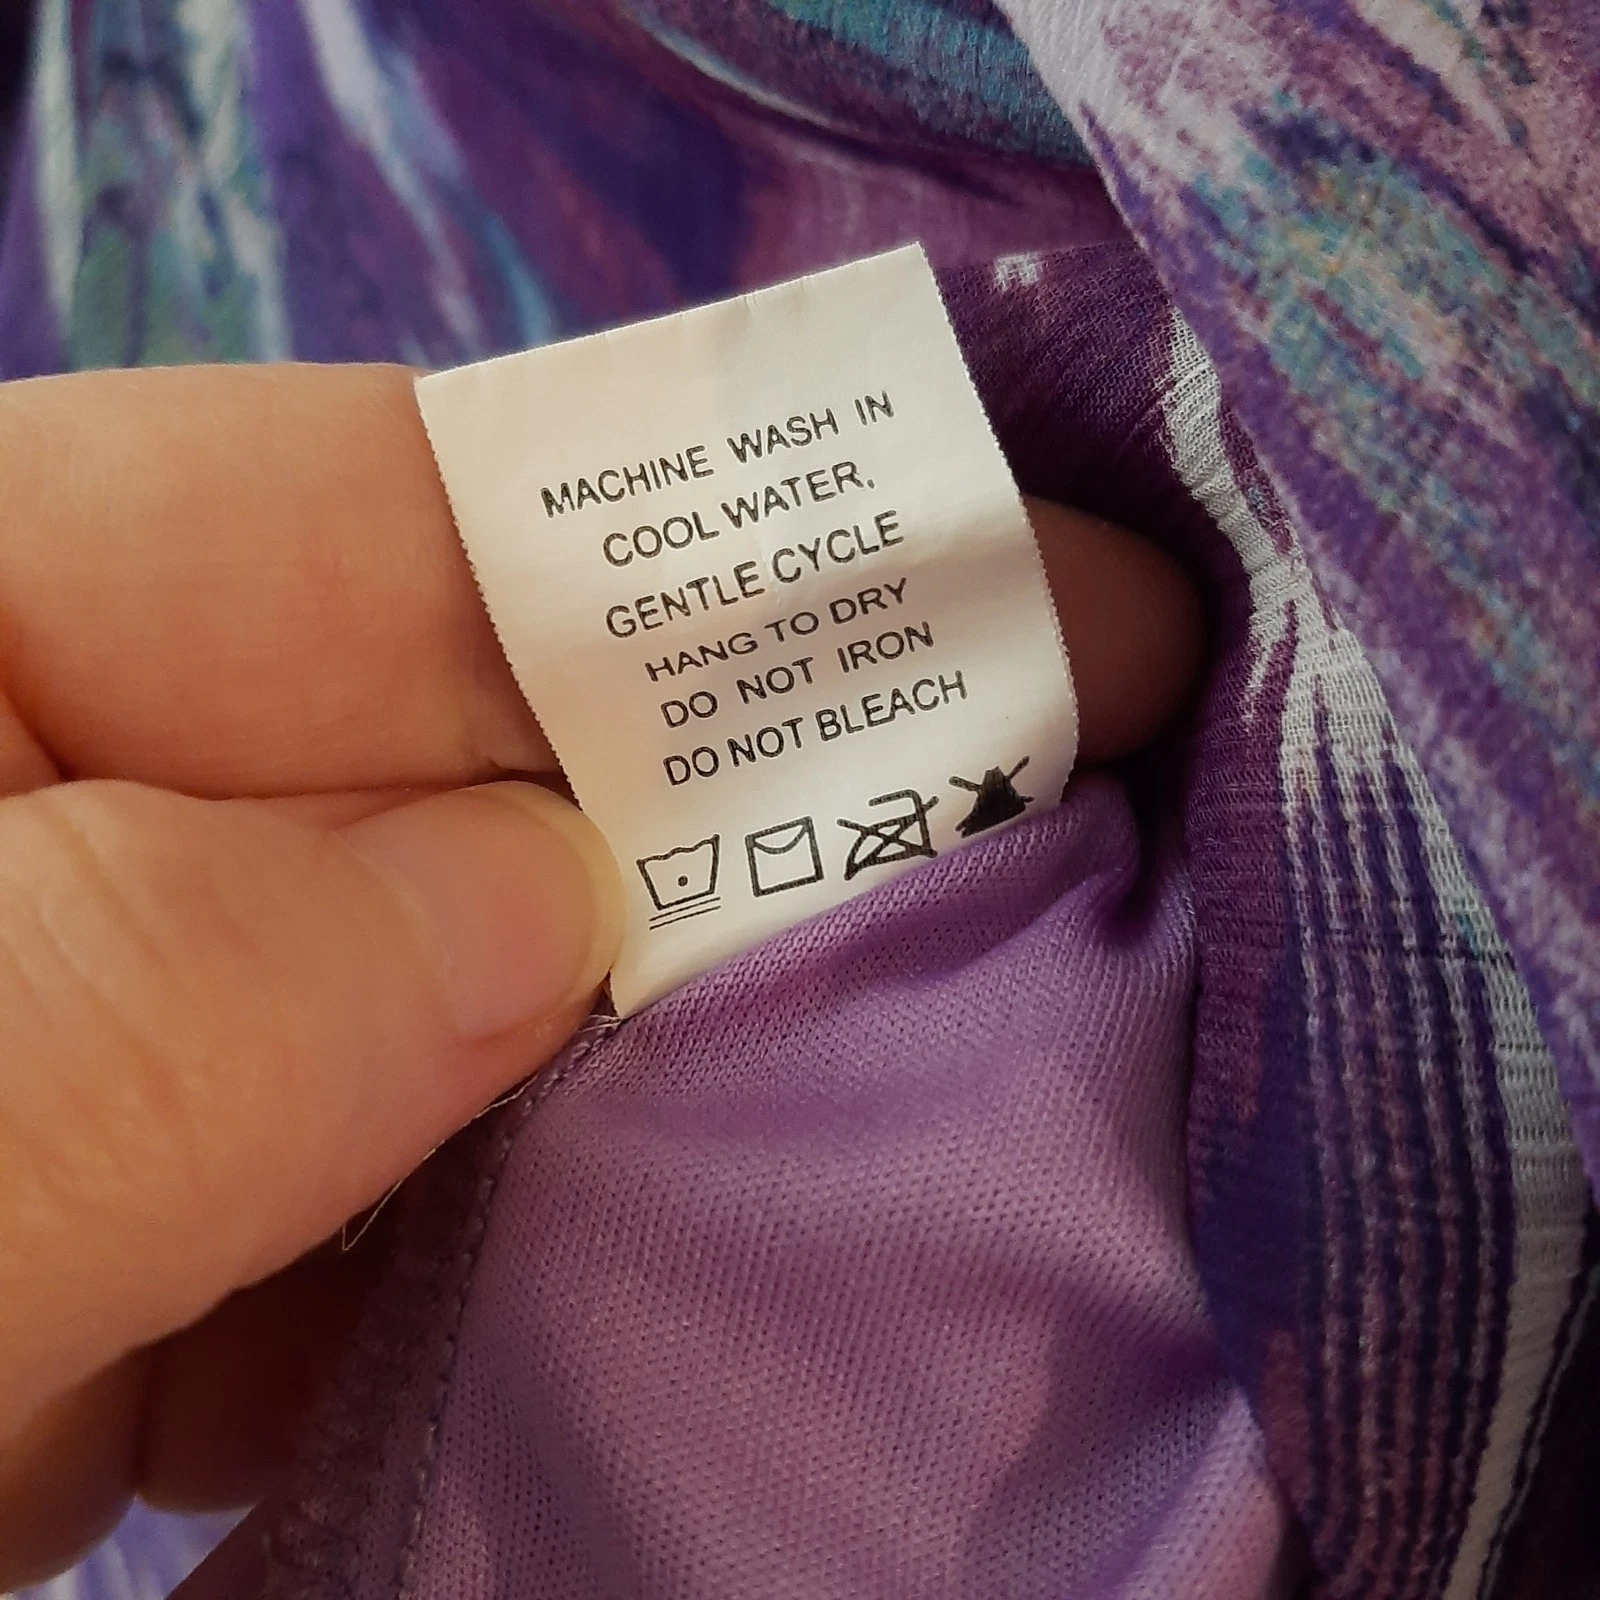 MACHINE WASH IN
COOL WATER,
GENTLE CYCLE
HANG TO DRY
DO NOT IRON
DO NOT BLEACH